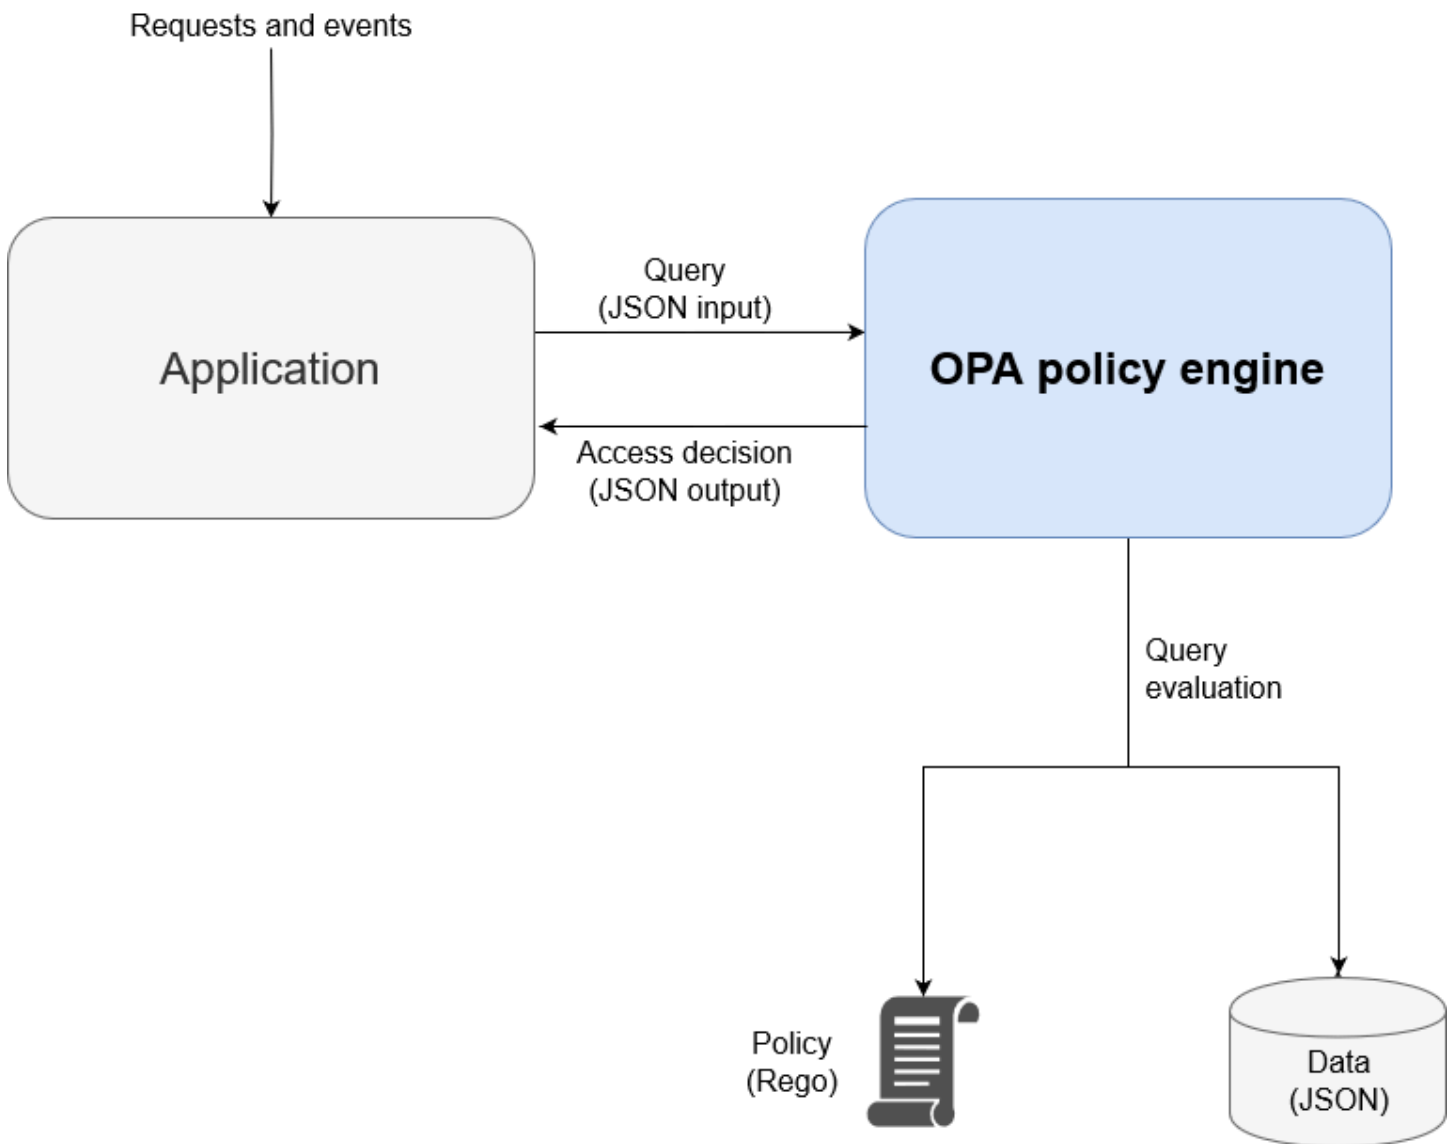 Requests and events
Application
Query
(JSON input)
Access decision
(JSON output)
OPA policy engine
Query
evaluation
Policy
(Rego)
Data
(JSON)